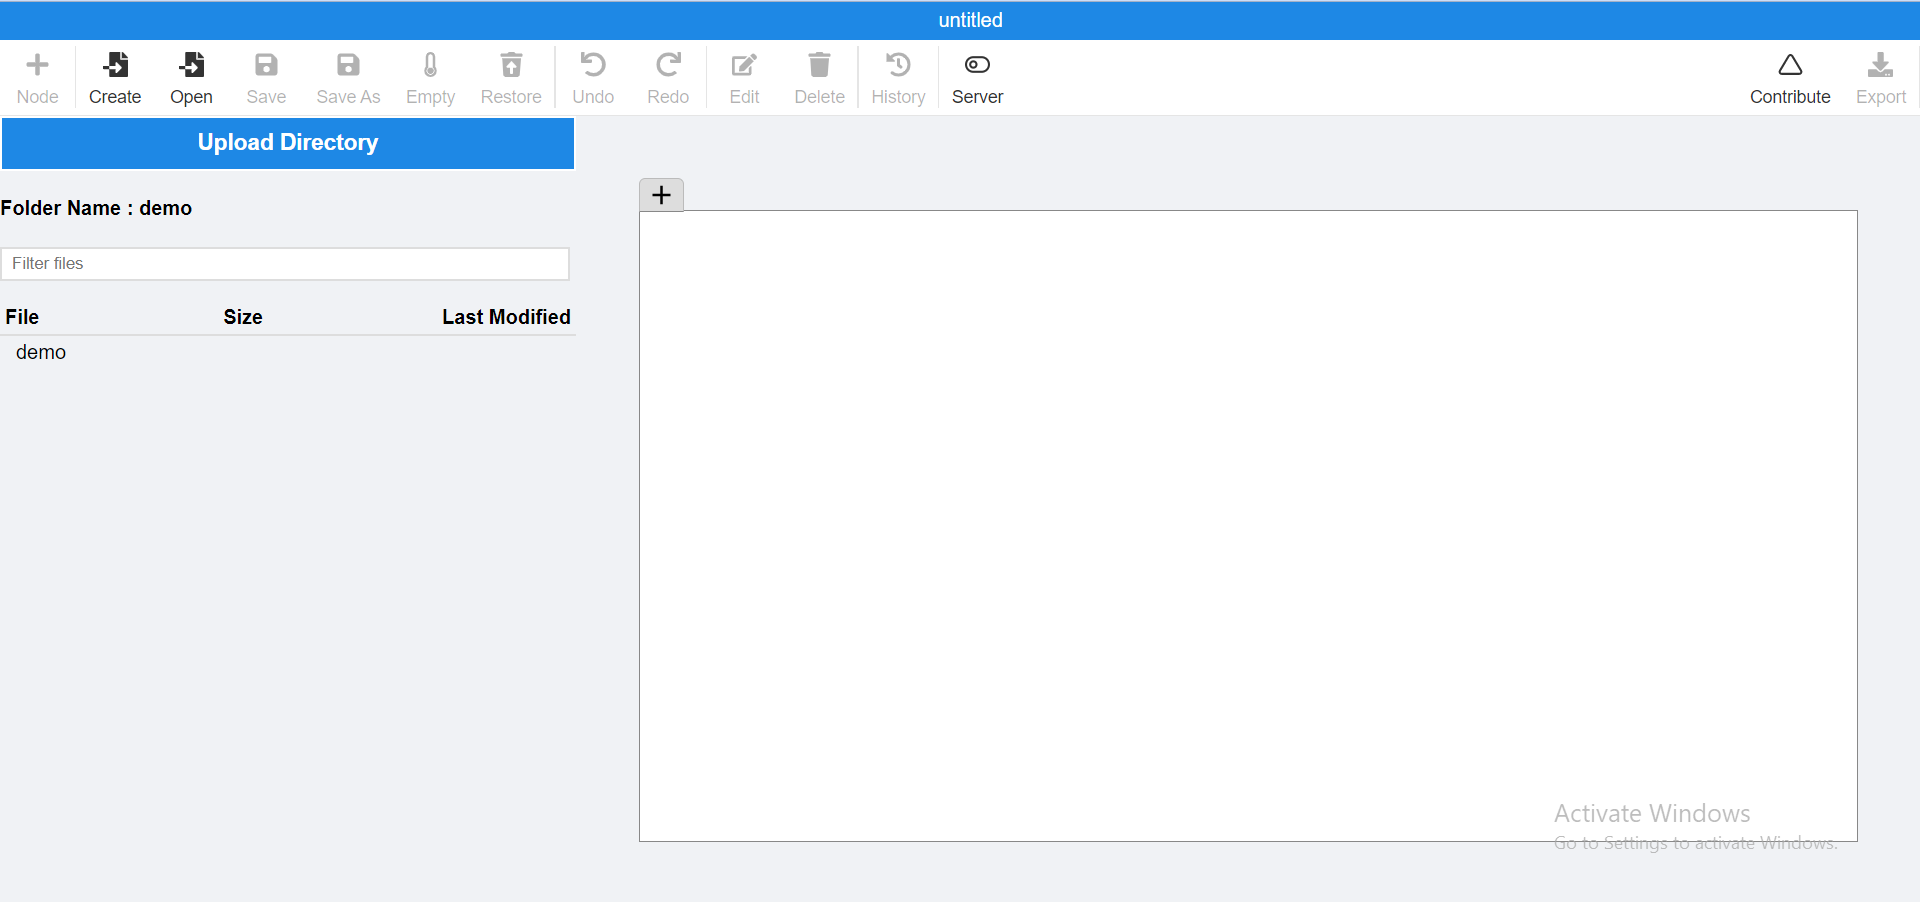 untitled
Node Create Open Save Save As Empty Restore Undo Redo Edit Delete History Server Contribute Export
Upload Directory
Folder Name : demo
Filter files
File Size Last Modified
demo
Activate Windows
Go to Settings to activate Windows.